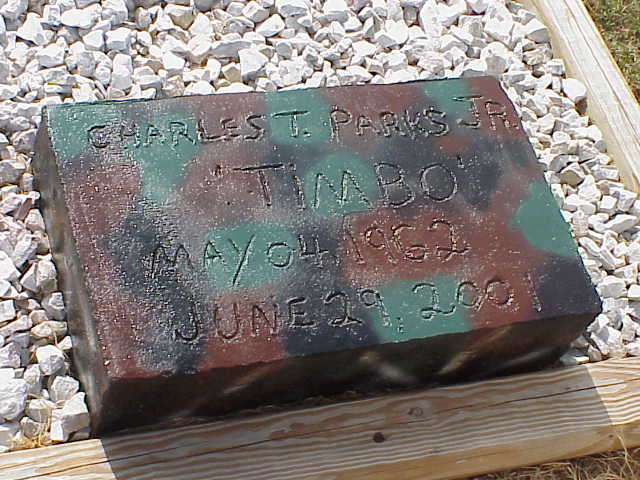 CHARLES T. PARKS JR
"TiMBO"
MAY 04, 1962
JUNE 29, 2001